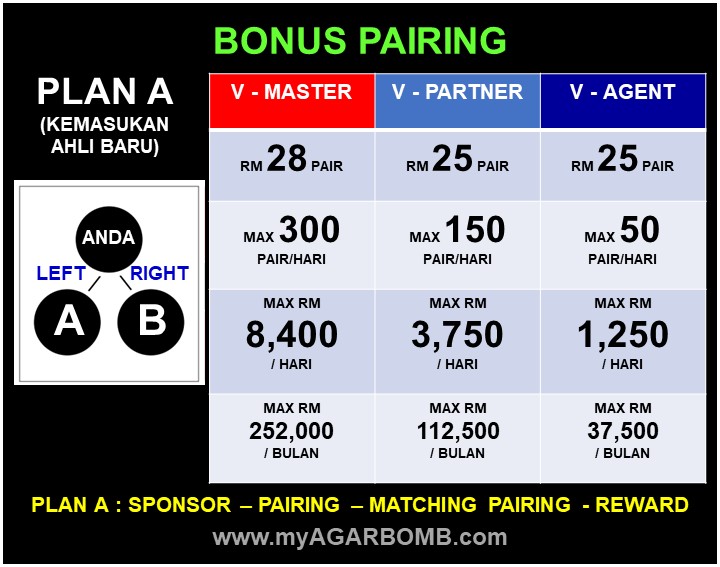 BONUS PAIRING
PLAN A
(KEMASUKAN
AHLI BARU)
ANDA
LEFT RIGHT
A B
V - MASTER V - PARTNER V - AGENT
RM 28 PAIR RM 25 PAIR RM 25 PAIR
MAX 300 MAX 150 MAX 50
PAIR/HARI PAIR/HARI PAIR/HARI
MAX RM MAX RM MAX RM
8,400 3,750 1,250
/ HARI / HARI / HARI
MAX RM MAX RM MAX RM
252,000 112,500 37,500
/ BULAN / BULAN / BULAN
PLAN A : SPONSOR – PAIRING – MATCHING PAIRING - REWARD
www.myAGARBOMB.com